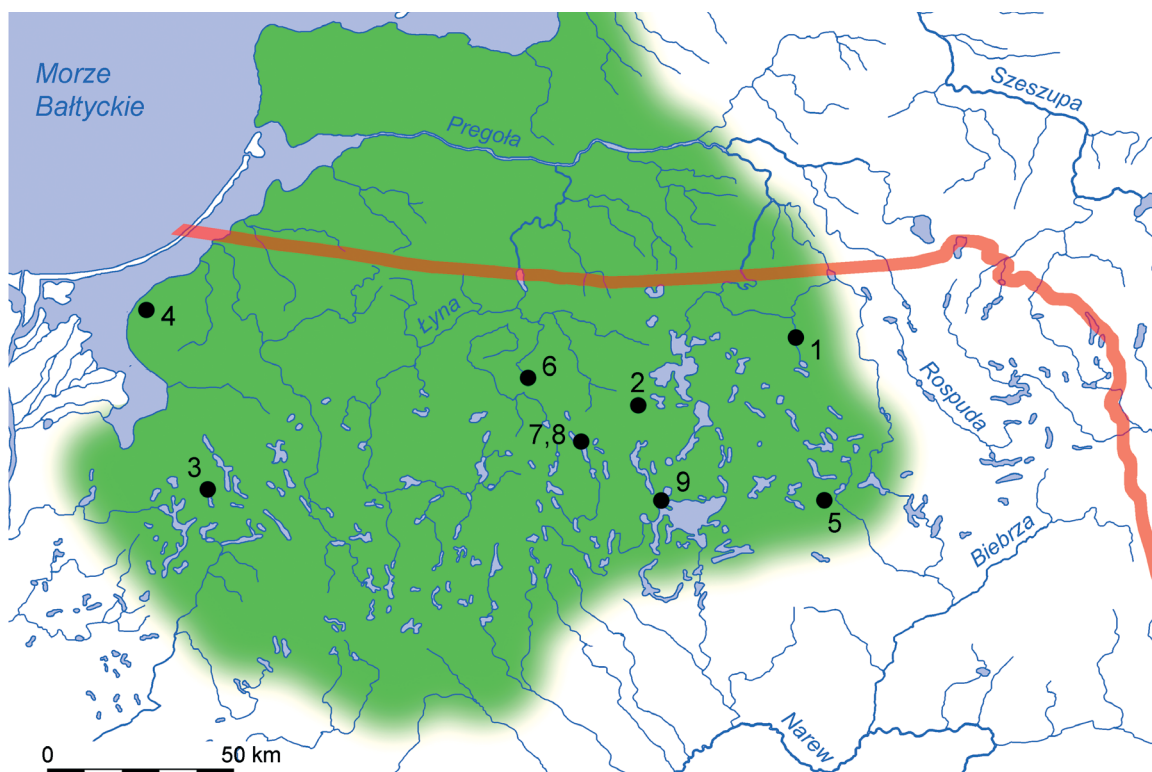 Morze
Bałtyckie
Szeszupa
Pregoła
4
Łyna
1
6
2
Rospuda
7,8
3
9
5
Biebrza
Narew
0 50 km